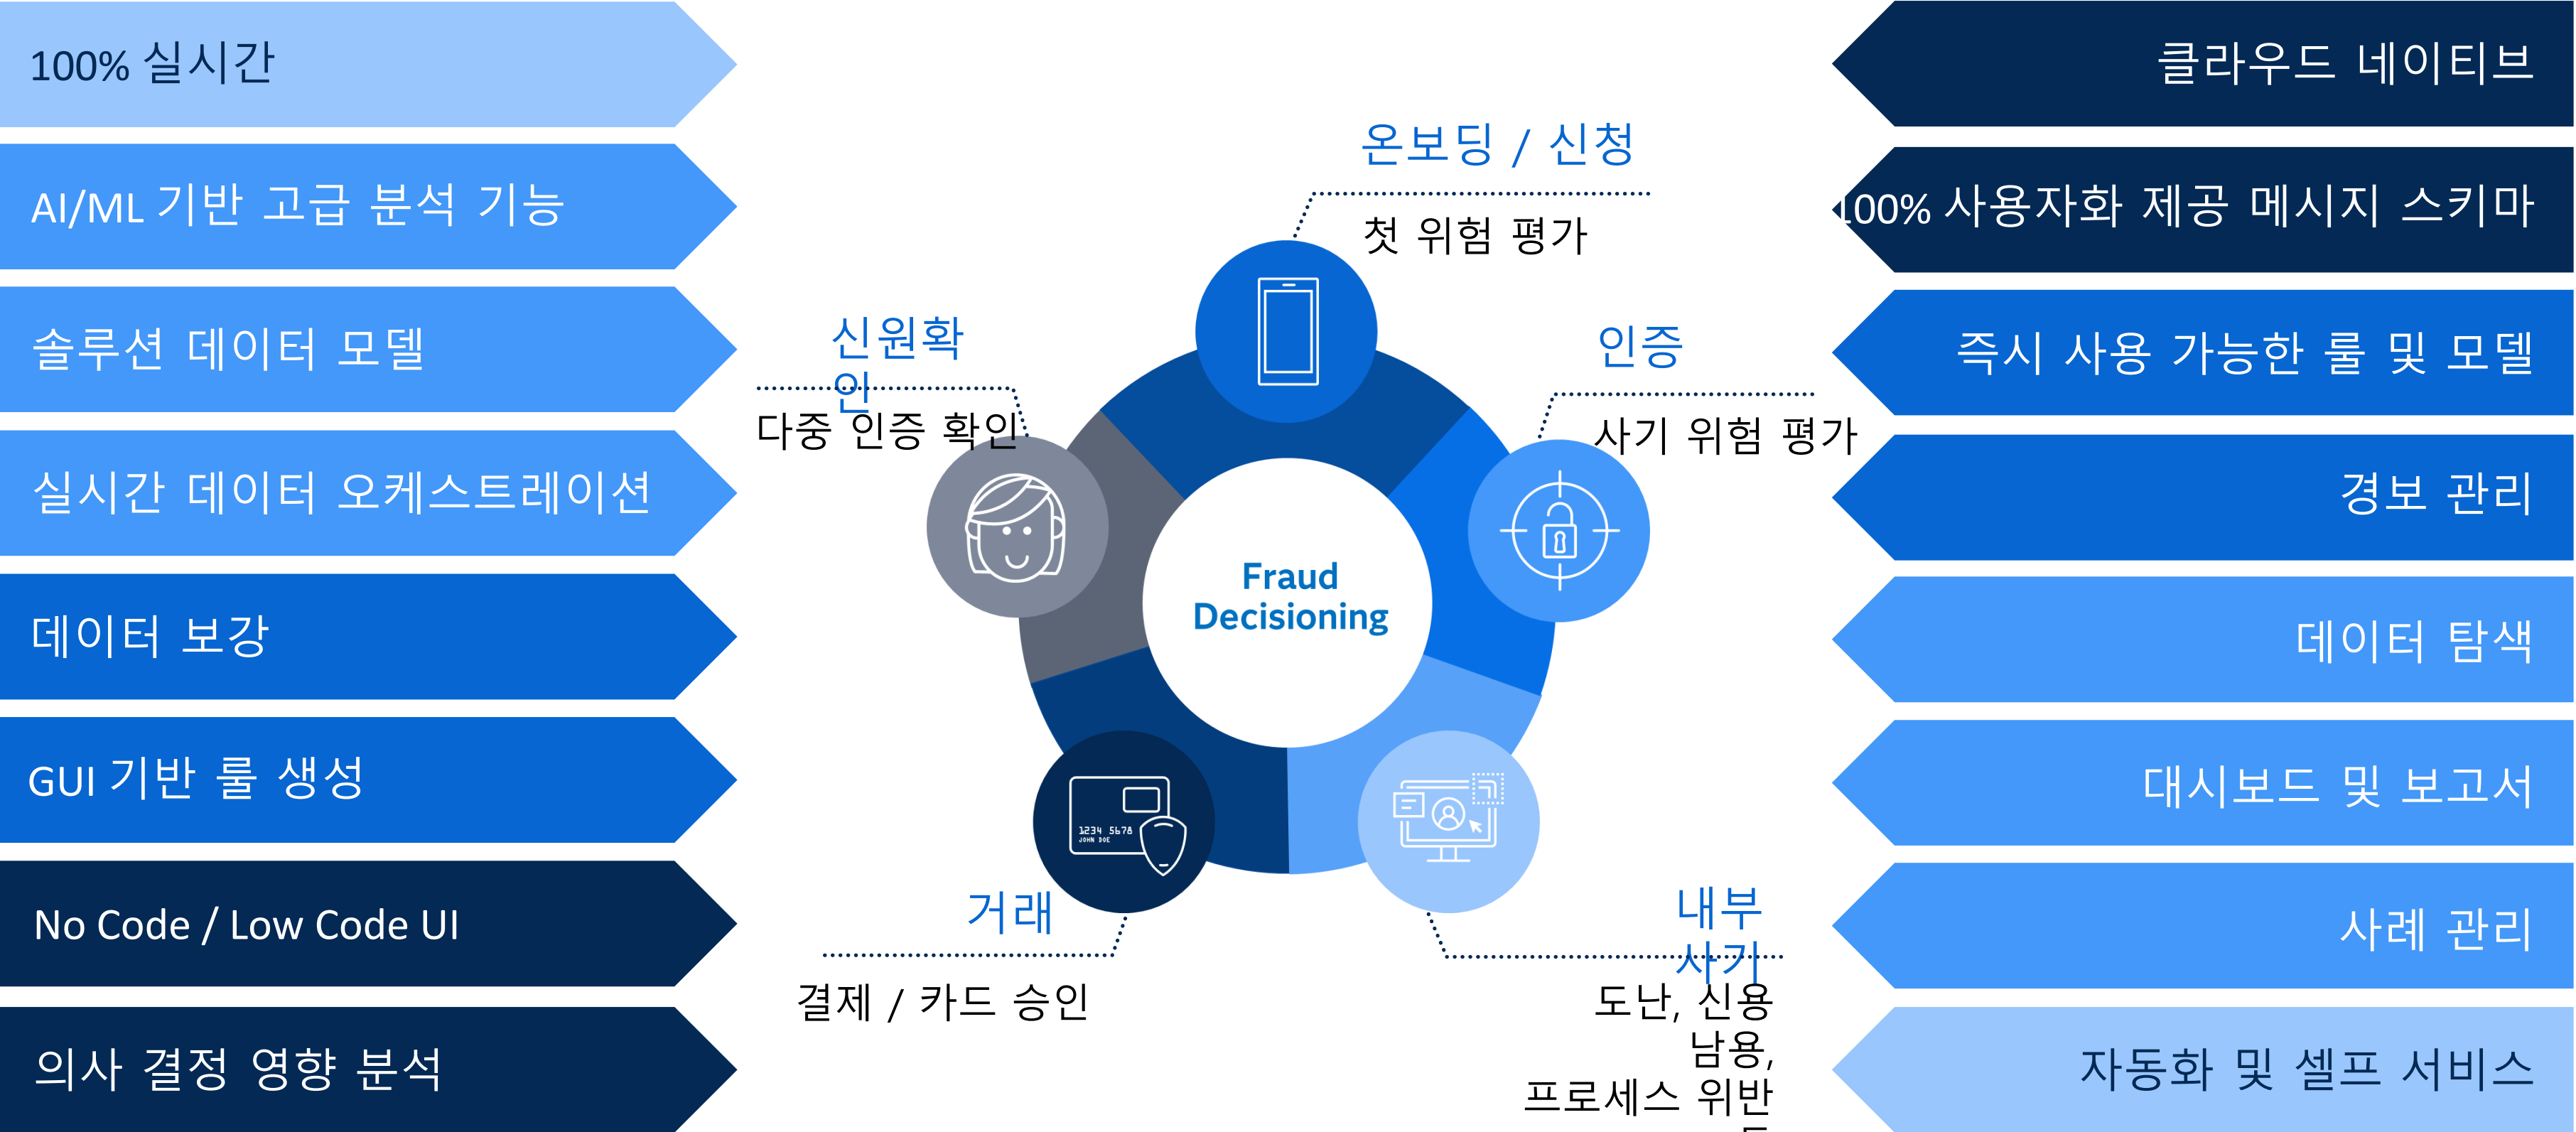 100% 실시간
AI/ML 기반 고급 분석 기능
솔루션 데이터 모델
실시간 데이터 오케스트레이션
데이터 보강
GUI 기반 룰 생성
No Code / Low Code UI
의사 결정 영향 분석
온보딩 / 신청
첫 위험 평가
신원확
인
다중 인증 확인
인증
사기 위험 평가
Fraud
Decisioning
1234 5678
JOHN DOE
거래
결제 / 카드 승인
내부
사기
도난, 신용
남용,
프로세스 위반
클라우드 네이티브
100% 사용자화 제공 메시지 스키마
즉시 사용 가능한 룰 및 모델
경보 관리
데이터 탐색
대시보드 및 보고서
사례 관리
자동화 및 셀프 서비스